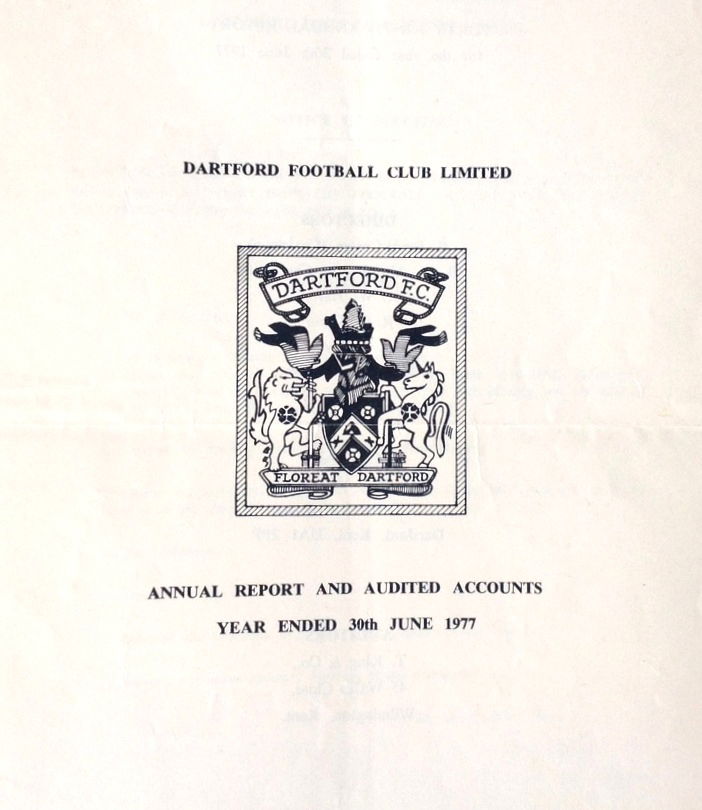 DARTFORD FOOTBALL CLUB LIMITED
DARTFORD F.C.
FLOREAT DARTFORD
ANNUAL REPORT AND AUDITED ACCOUNTS
YEAR ENDED 30th JUNE 1977